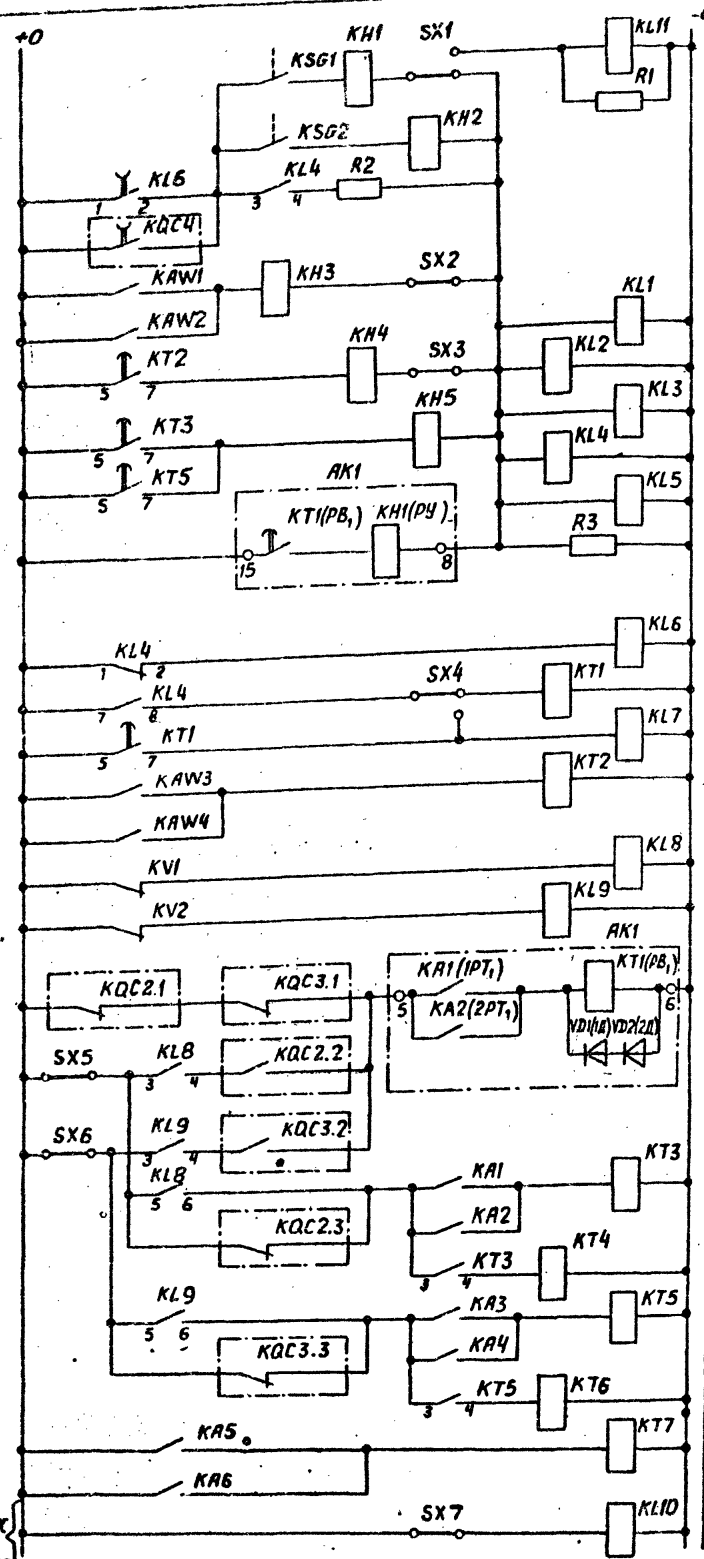 +0
KH1
SX1
KL11
KSG1
R1
KSG2
KH2
KL6
KL4
R2
1 2
3 4
KQC4
KAW1
KH3
SX2
KL1
KAW2
KH4
KL2
KT2
SX3
5 7
KH5
KL3
KT3
KL4
5 7
AK1
KT5
KL5
5 7
KT1(PB₁) KH1(РУ)
R3
15
8
KL6
KL4
1 2
SX4
KT1
KL4
7 8
KL7
KT1
5 7
KT2
KAW3
KAW4
KL8
KV1
KL9
KV2
AK1
KQC2.1
KQC3.1
KA1(1PT₁)
KT1(PB₁)
5
6
KA2(2PT₁)
VD1(1Д) VD2(2Д)
SX5
KL8
KQC2.2
3 4
SX6
KL9
KQC3.2
3 4
KL8
5 6
KA1
KT3
KQC2.3
KA2
KT3
KT4
3 4
KL9
5 6
KA3
KT5
KQC3.3
KA4
KT5
KT6
3 4
KA5
KT7
KA6
SX7
KL10